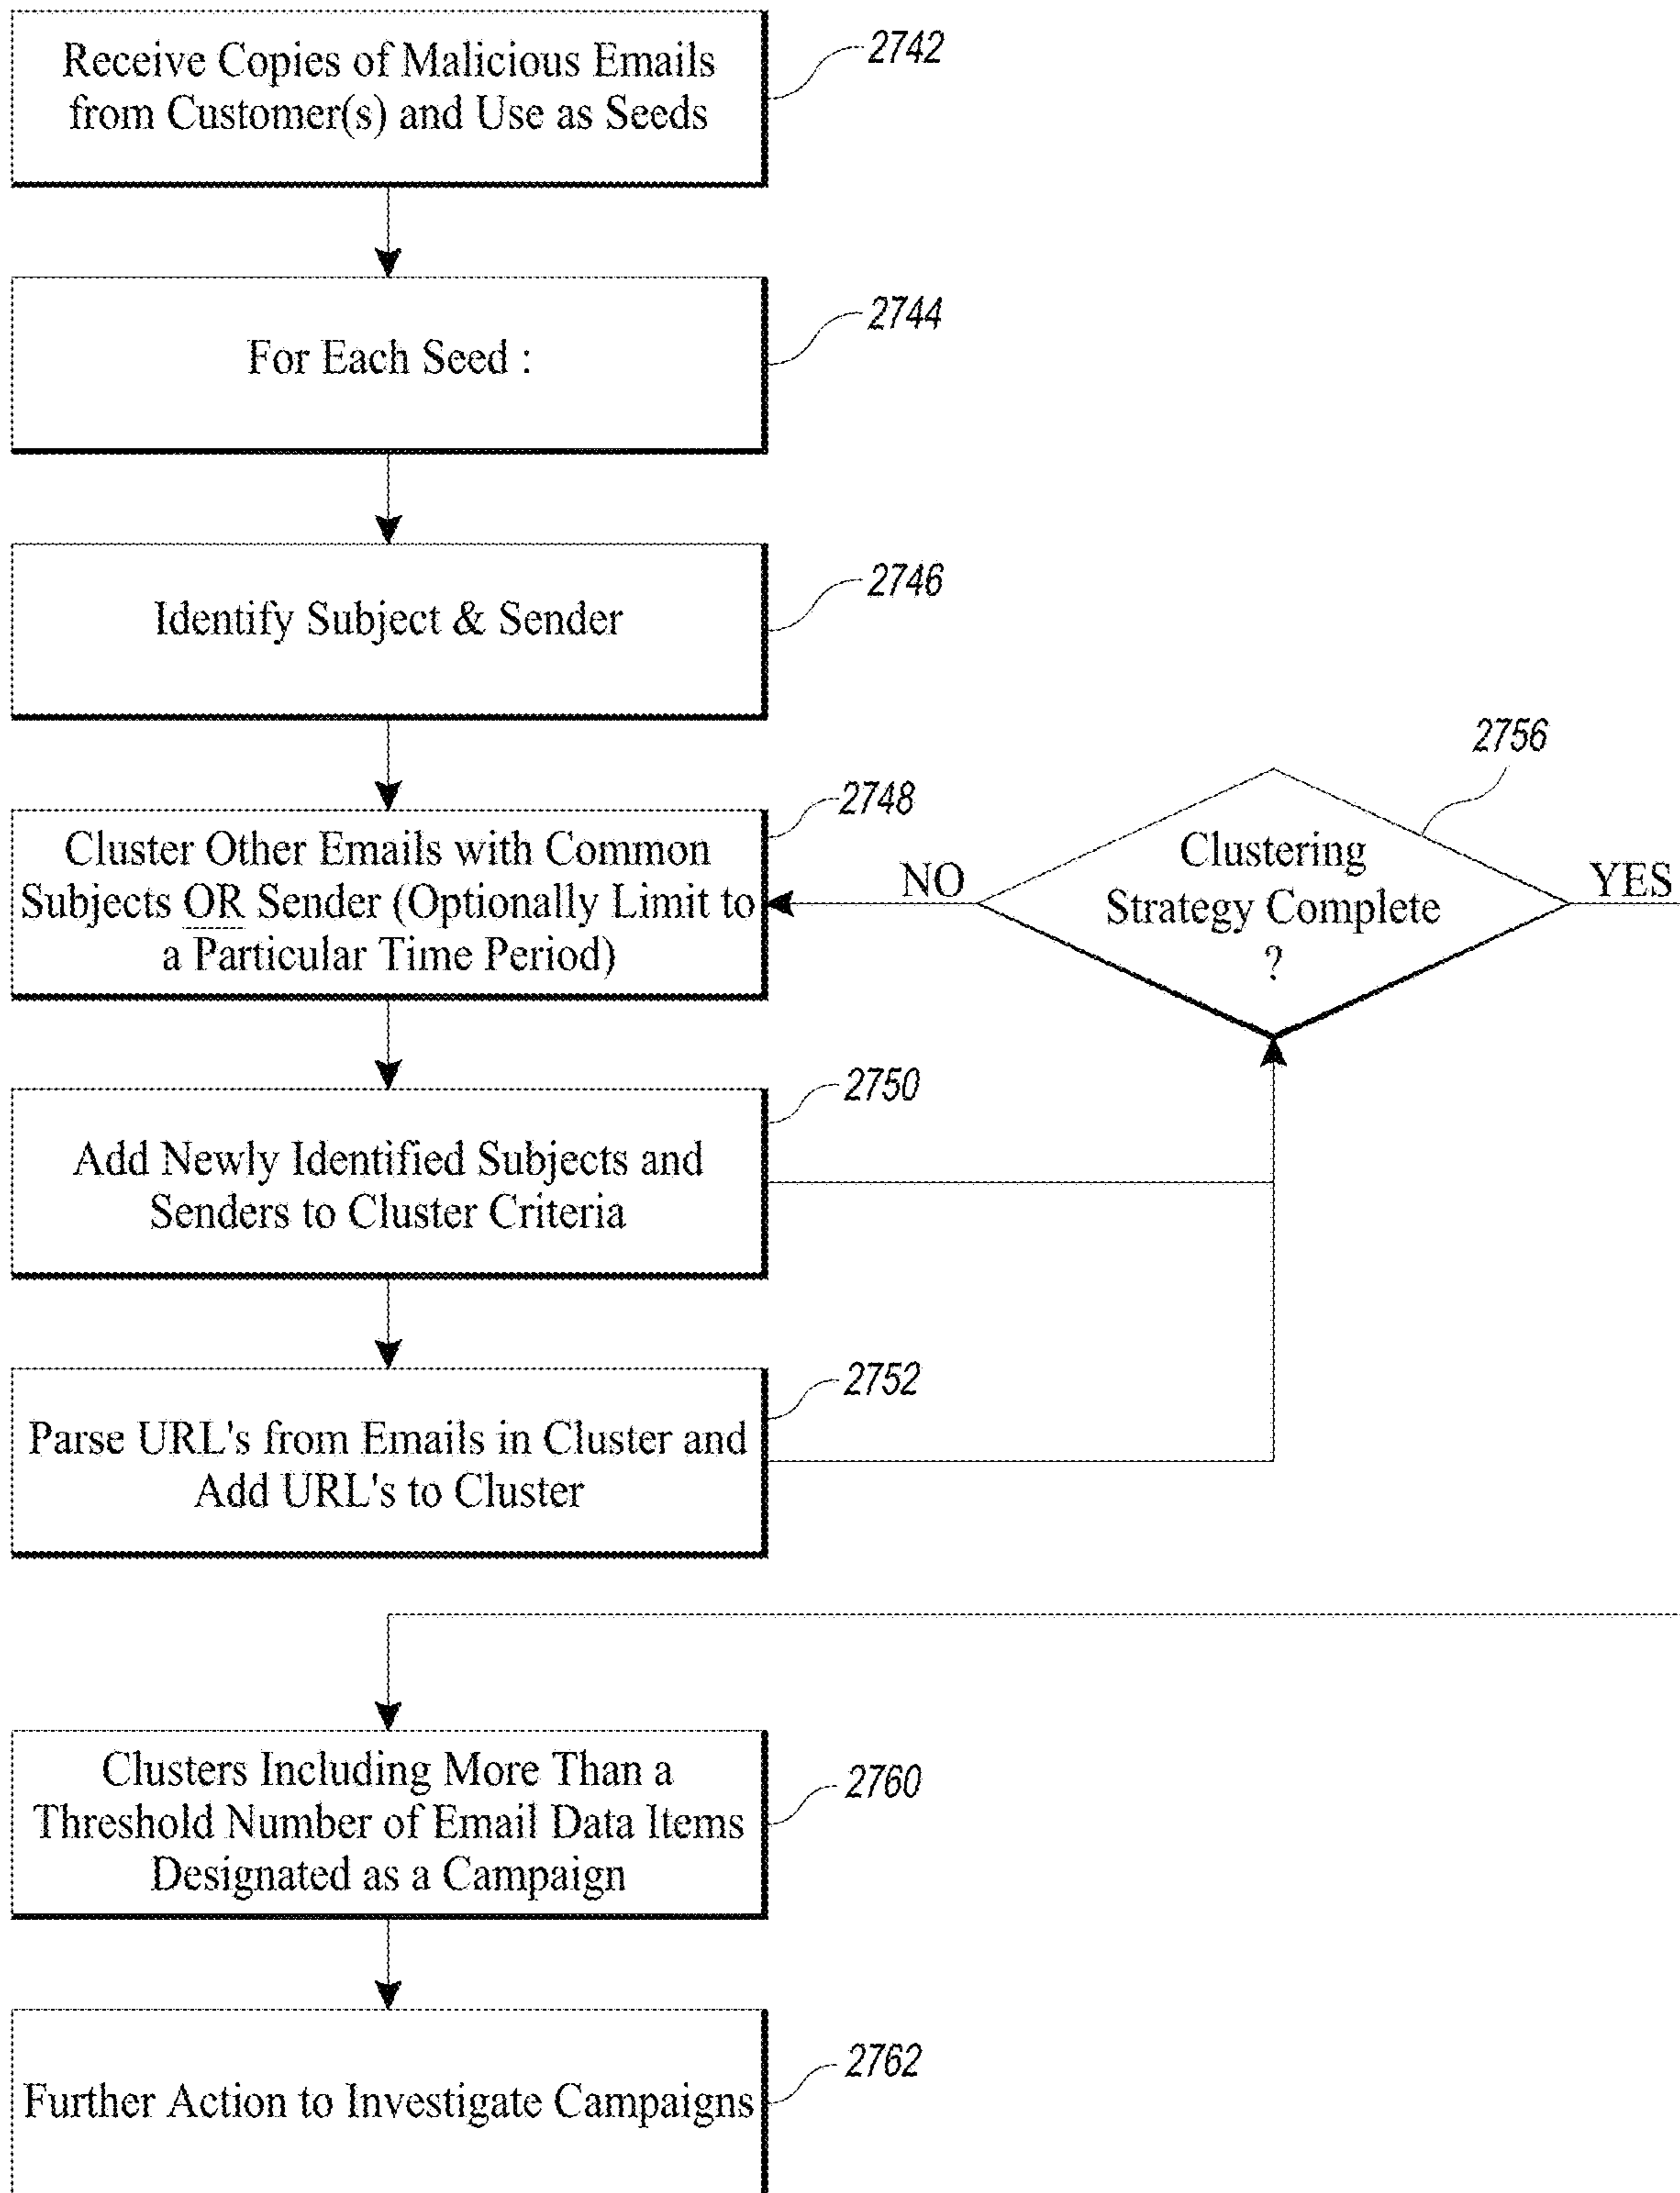 Receive Copies of Malicious Emails
from Customer(s) and Use as Seeds
2742
For Each Seed :
2744
Identify Subject & Sender
2746
Cluster Other Emails with Common
Subjects OR Sender (Optionally Limit to
a Particular Time Period)
2748
NO
Clustering
Strategy Complete
?
2756
YES
Add Newly Identified Subjects and
Senders to Cluster Criteria
2750
Parse URL's from Emails in Cluster and
Add URL's to Cluster
2752
Clusters Including More Than a
Threshold Number of Email Data Items
Designated as a Campaign
2760
Further Action to Investigate Campaigns
2762